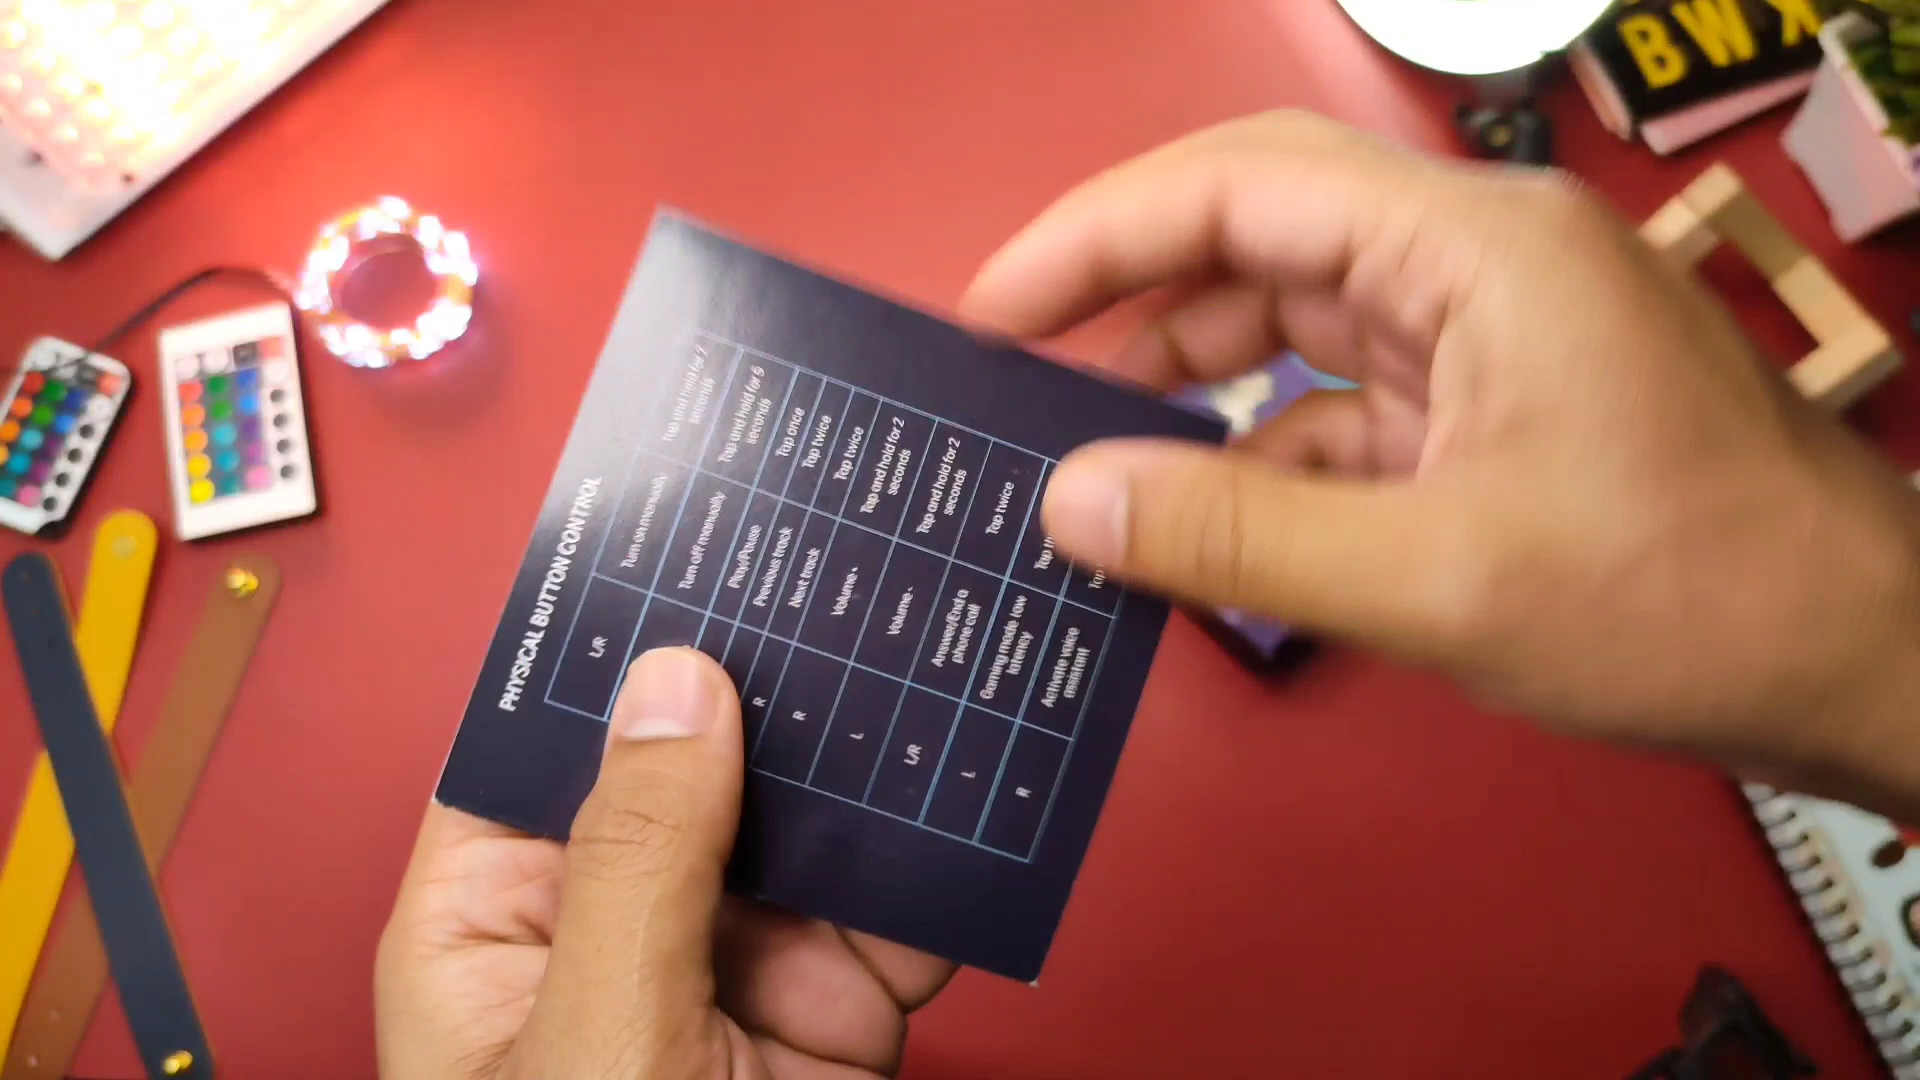 PHYSICAL BUTTON CONTROL
L/R
Turn on manually
Tap and hold for 2
seconds
Turn off manually
Tap and hold for 5
seconds
Play/Pause
Tap once
R
Previous track
Tap twice
R
Next track
Tap twice
L
Volume+
Tap and hold for 2
seconds
L/R
Volume-
Tap and hold for 2
seconds
L
Answer/End a
phone call
Tap twice
R
Gaming mode low
latency
Tap
Activate voice
assistant
Tap
BWK